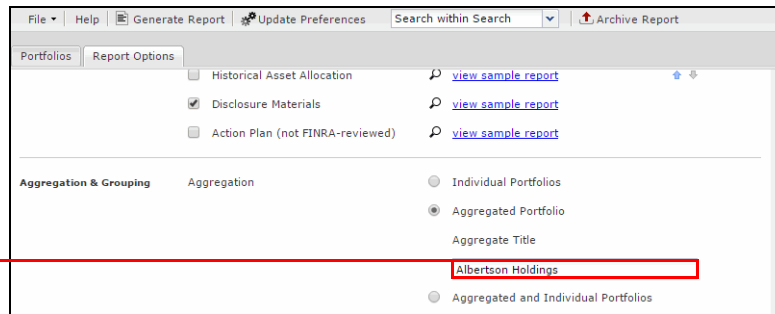 File Help Generate Report Update Preferences Search within Search Archive Report
Portfolios Report Options
Historical Asset Allocation view sample report
Disclosure Materials view sample report
Action Plan (not FINRA-reviewed) view sample report
Aggregation & Grouping Aggregation Individual Portfolios
Aggregated Portfolio
Aggregate Title
Albertson Holdings
Aggregated and Individual Portfolios